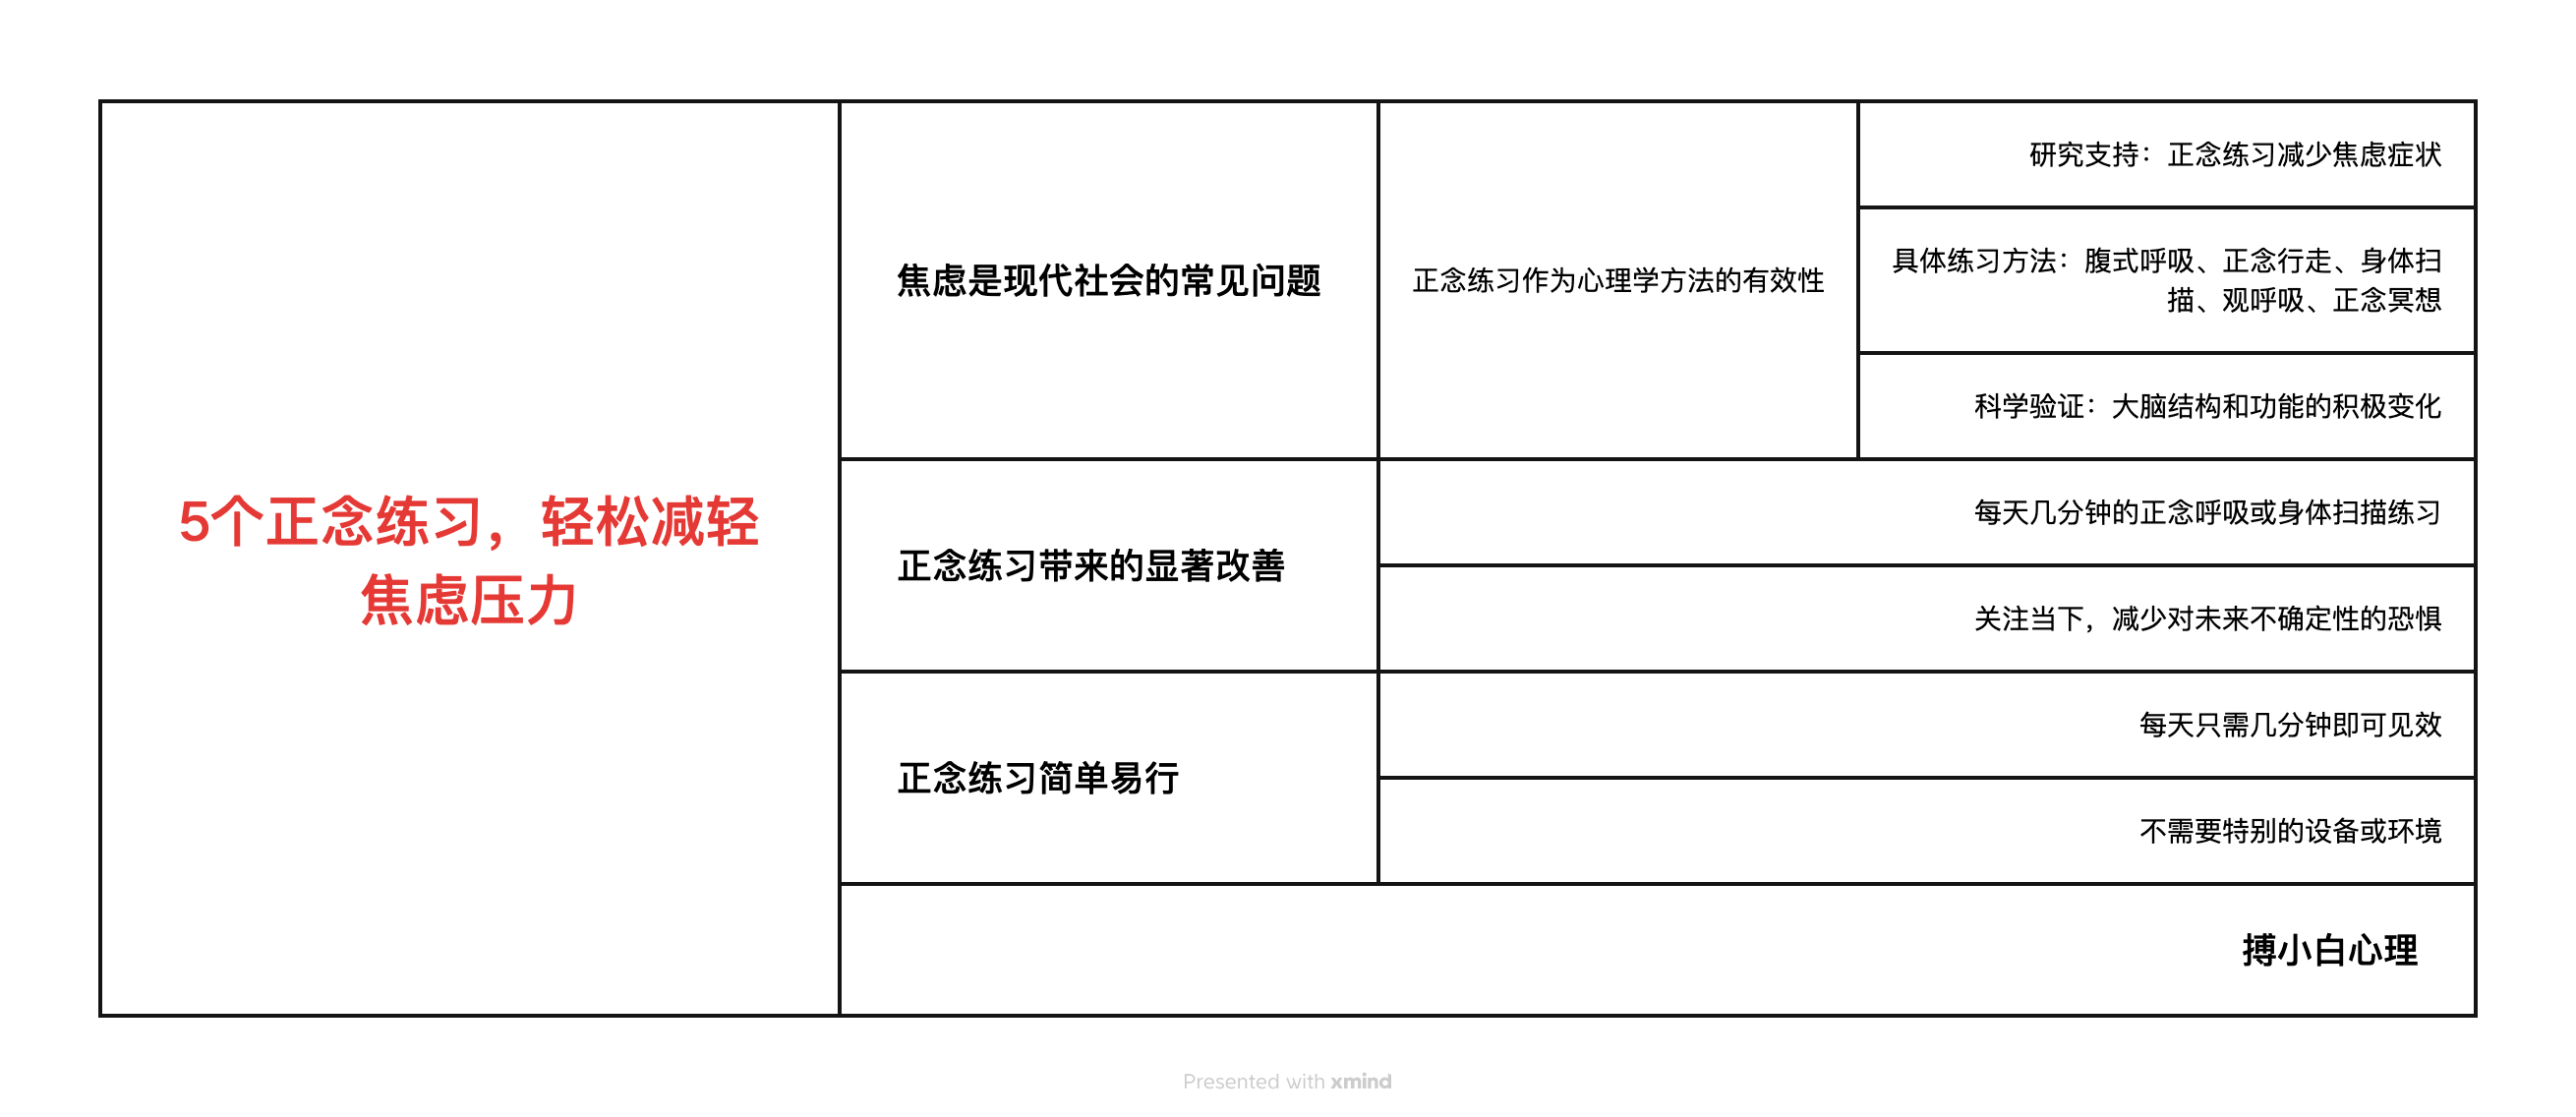 5个正念练习，轻松减轻
焦虑压力
焦虑是现代社会的常见问题
正念练习作为心理学方法的有效性
研究支持：正念练习减少焦虑症状
具体练习方法：腹式呼吸、正念行走、身体扫
描、观呼吸、正念冥想
科学验证：大脑结构和功能的积极变化
正念练习带来的显著改善
每天几分钟的正念呼吸或身体扫描练习
关注当下，减少对未来不确定性的恐惧
正念练习简单易行
每天只需几分钟即可见效
不需要特别的设备或环境
搏小白心理
Presented with xmind